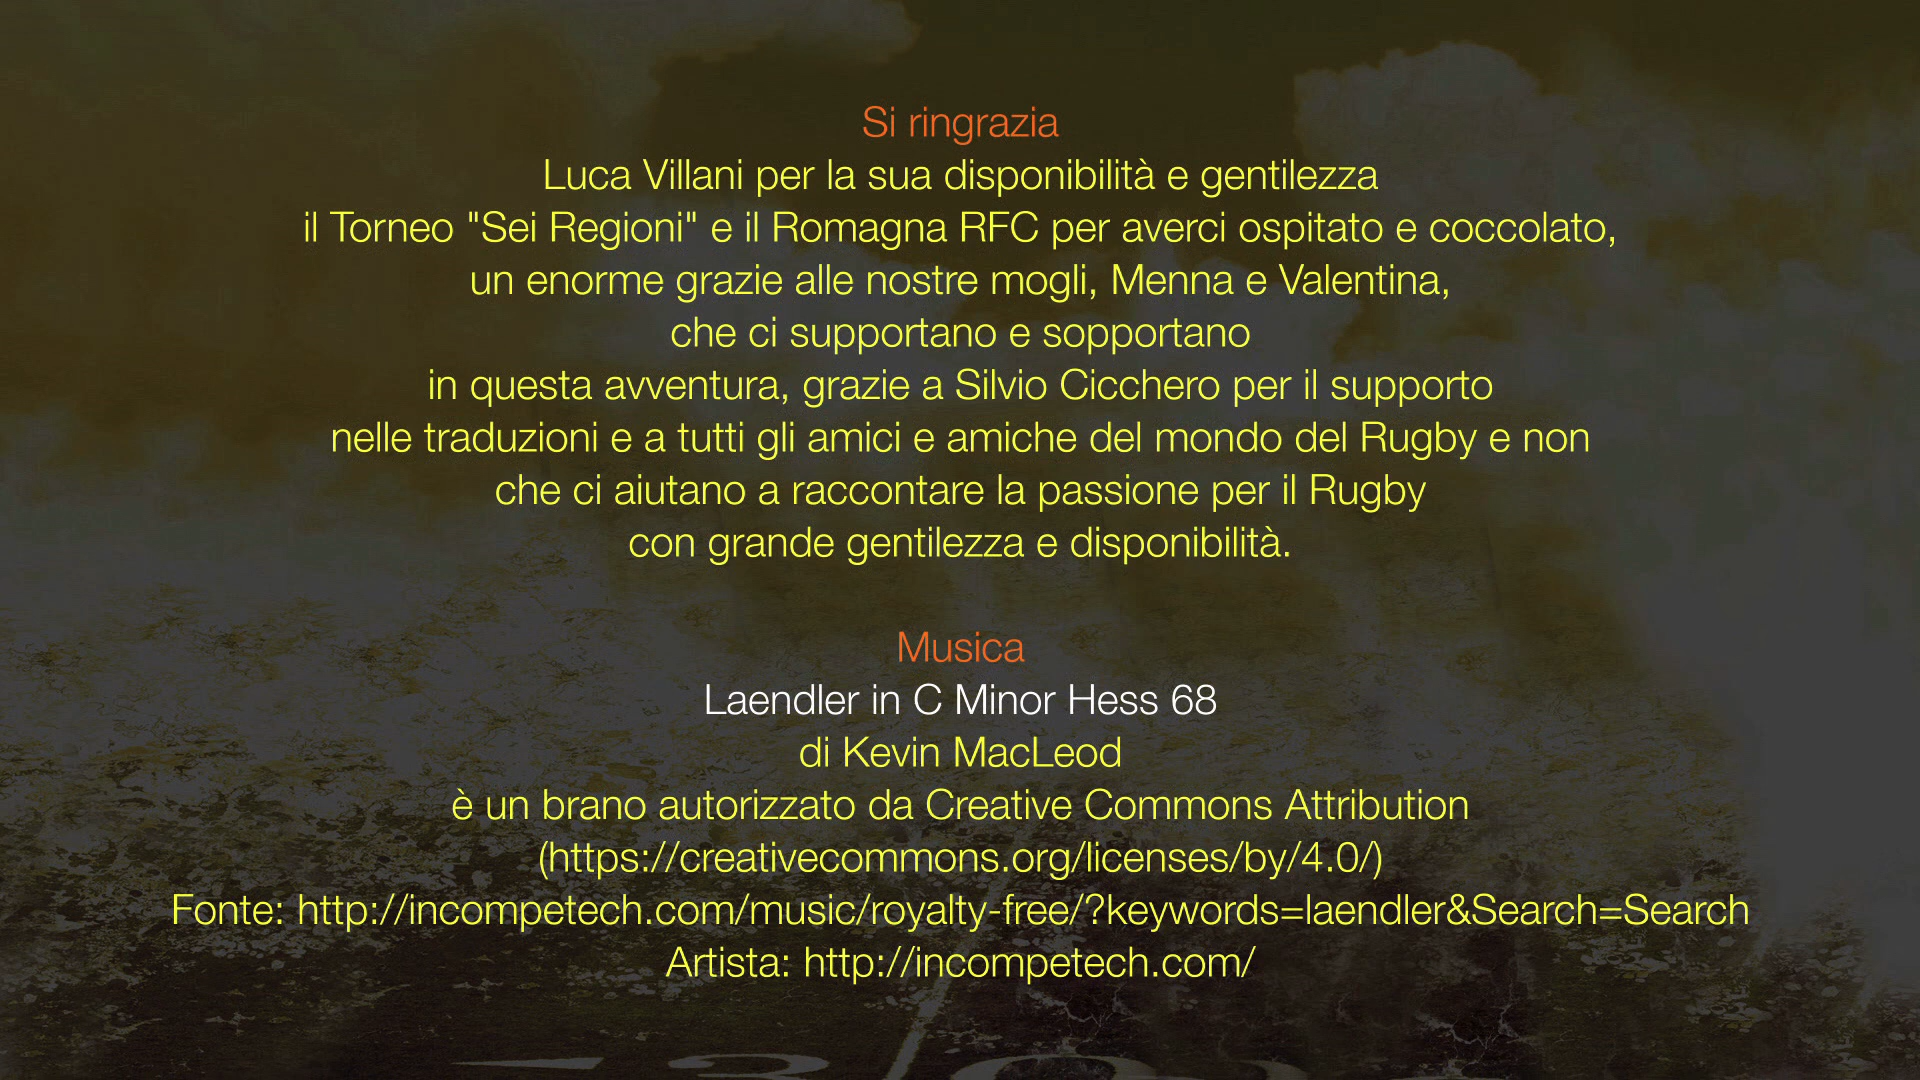 Si ringrazia
Luca Villani per la sua disponibilità e gentilezza
il Torneo "Sei Regioni" e il Romagna RFC per averci ospitato e coccolato,
un enorme grazie alle nostre mogli, Menna e Valentina,
che ci supportano e sopportano
in questa avventura, grazie a Silvio Cicchero per il supporto
nelle traduzioni e a tutti gli amici e amiche del mondo del Rugby e non
che ci aiutano a raccontare la passione per il Rugby
con grande gentilezza e disponibilità.
Musica
Laendler in C Minor Hess 68
di Kevin MacLeod
è un brano autorizzato da Creative Commons Attribution
(https://creativecommons.org/licenses/by/4.0/)
Fonte: http://incompetech.com/music/royalty-free/?keywords=laendler&Search=Search
Artista: http://incompetech.com/